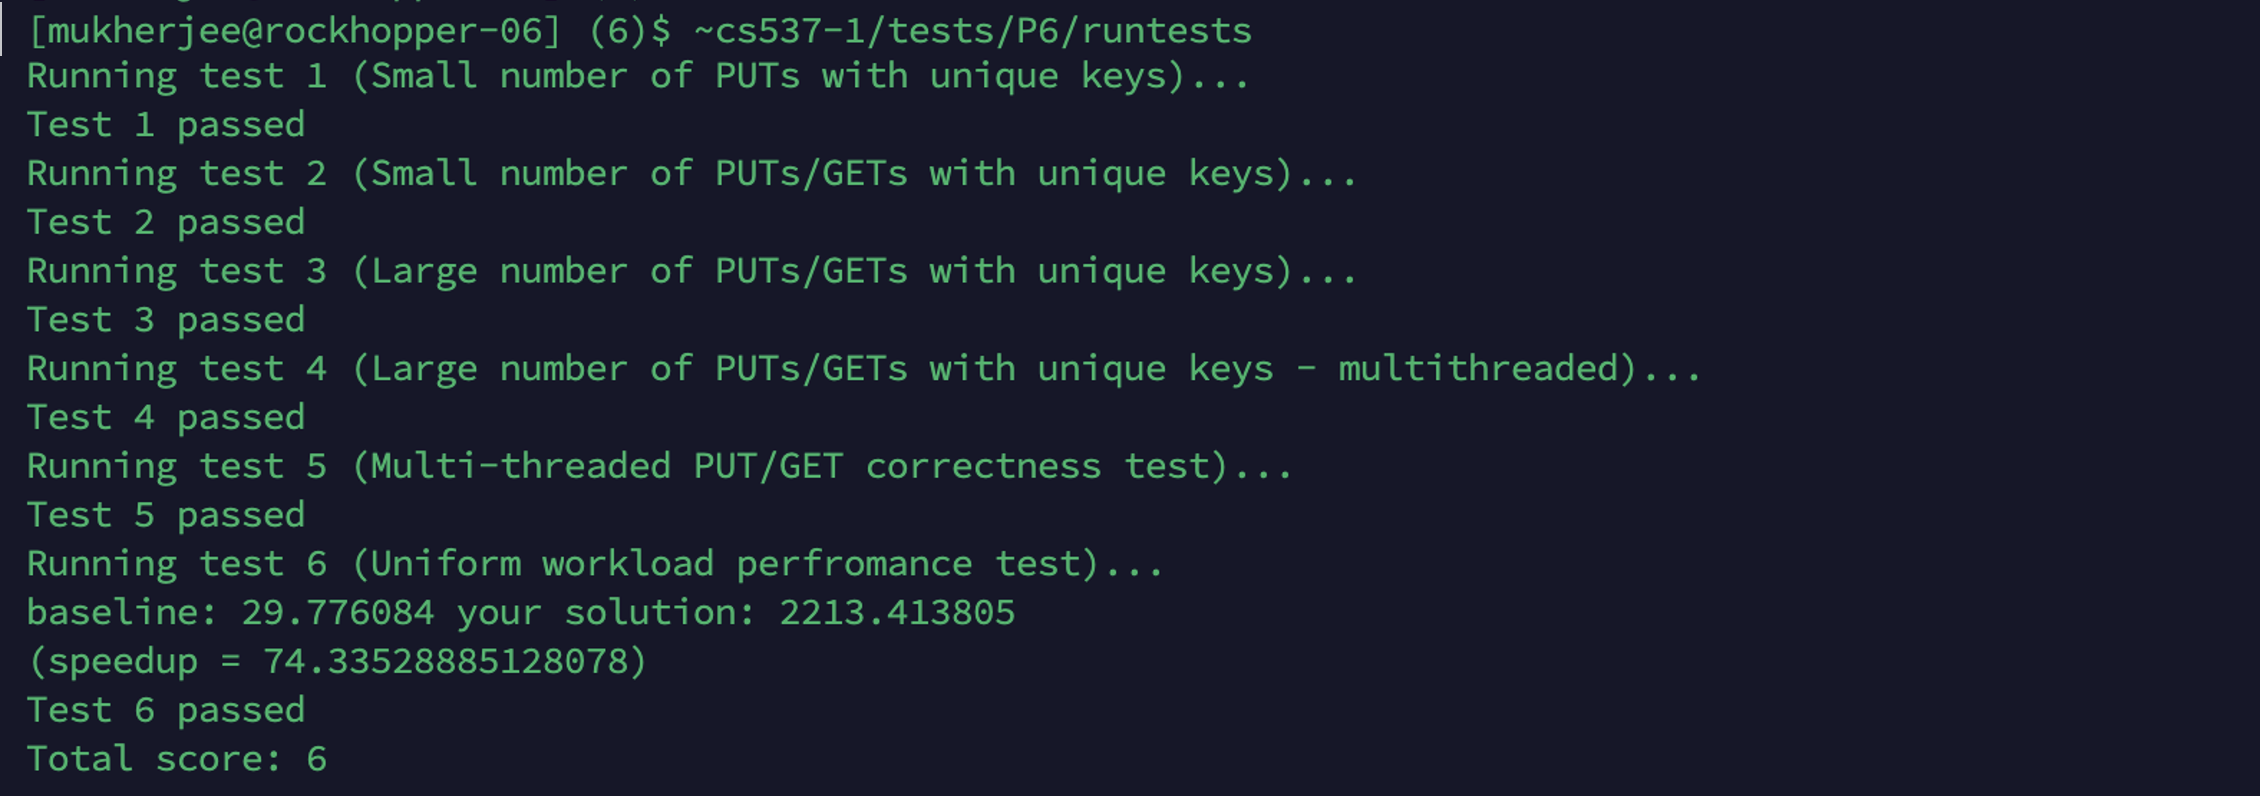 [mukherjee@rockhopper-06] (6)$ ~cs537-1/tests/P6/runtests
Running test 1 (Small number of PUTs with unique keys)...
Test 1 passed
Running test 2 (Small number of PUTs/GETs with unique keys)...
Test 2 passed
Running test 3 (Large number of PUTs/GETs with unique keys)...
Test 3 passed
Running test 4 (Large number of PUTs/GETs with unique keys - multithreaded)...
Test 4 passed
Running test 5 (Multi-threaded PUT/GET correctness test)...
Test 5 passed
Running test 6 (Uniform workload perfromance test)...
baseline: 29.776084 your solution: 2213.413805
(speedup = 74.33528885128078)
Test 6 passed
Total score: 6